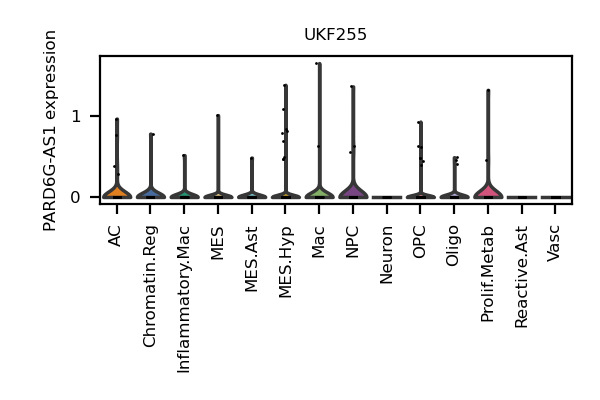 UKF255
PARD6G-AS1 expression
1
0
AC
Chromatin.Reg
Inflammatory.Mac
MES
MES.Ast
MES.Hyp
Mac
NPC
Neuron
OPC
Oligo
Prolif.Metab
Reactive.Ast
Vasc